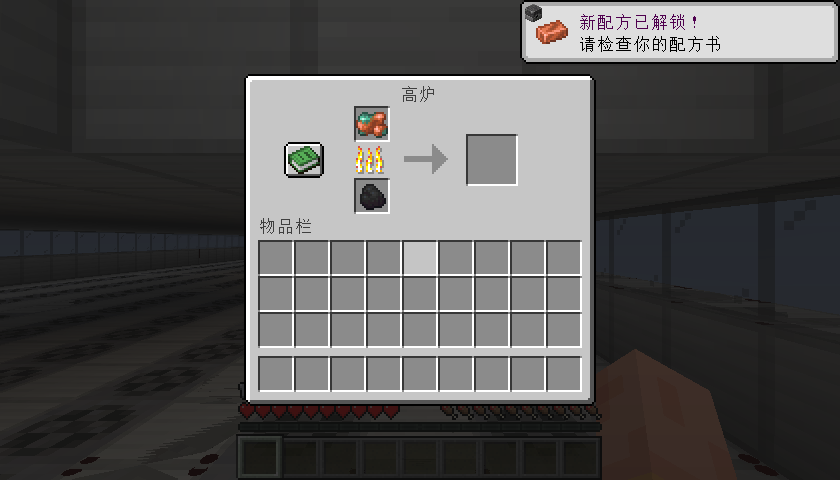 新配方已解锁！
请检查你的配方书
高炉
物品栏